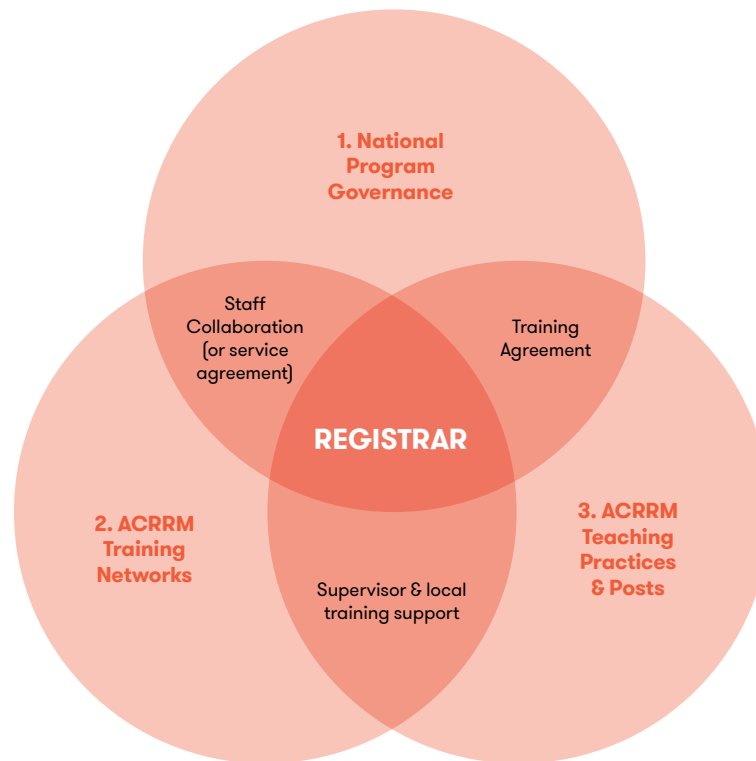 1. National
Program
Governance
Staff
Collaboration
(or service
agreement)
Training
Agreement
REGISTRAR
2. ACRRM
Training
Networks
3. ACRRM
Teaching
Practices
& Posts
Supervisor & local
training support